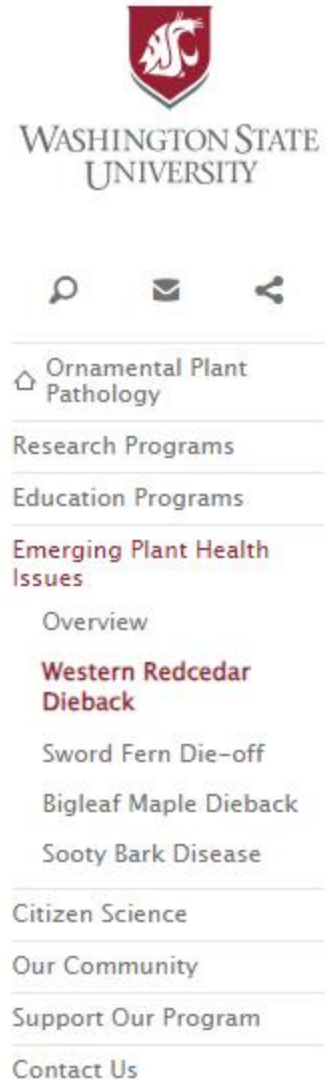 WASHINGTON STATE
UNIVERSITY
Ornamental Plant
Pathology
Research Programs
Education Programs
Emerging Plant Health
Issues
Overview
Western Redcedar
Dieback
Sword Fern Die-off
Bigleaf Maple Dieback
Sooty Bark Disease
Citizen Science
Our Community
Support Our Program
Contact Us